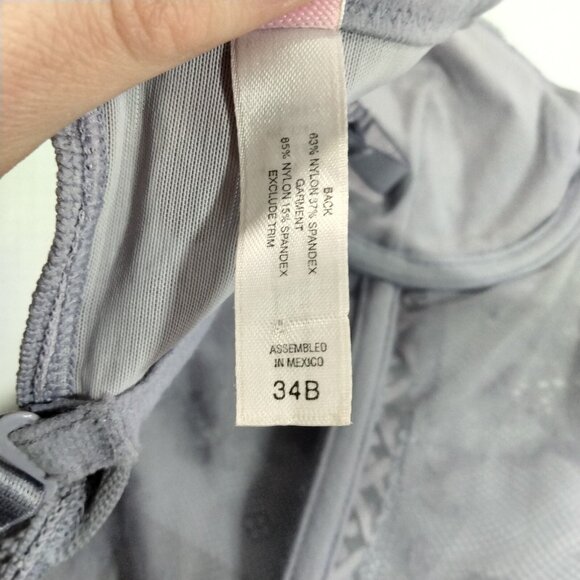 BACK
63% NYLON 37% SPANDEX
GARMENT
85% NYLON 15% SPANDEX
EXCLUDE TRIM
ASSEMBLED
IN MEXICO
34B